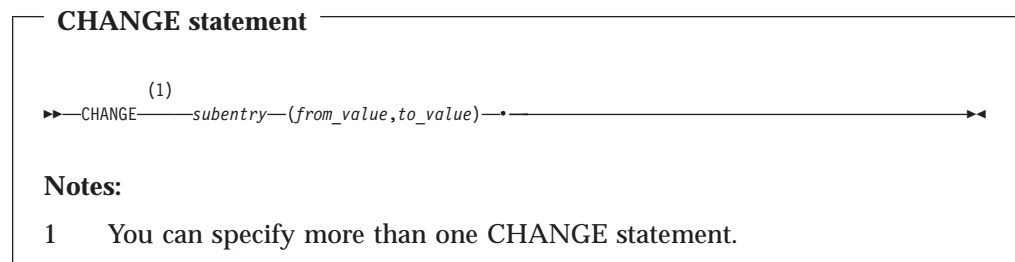 CHANGE statement
(1)
►►—CHANGE———subentry—(from_value,to_value)—•—►◄
Notes:
1 You can specify more than one CHANGE statement.